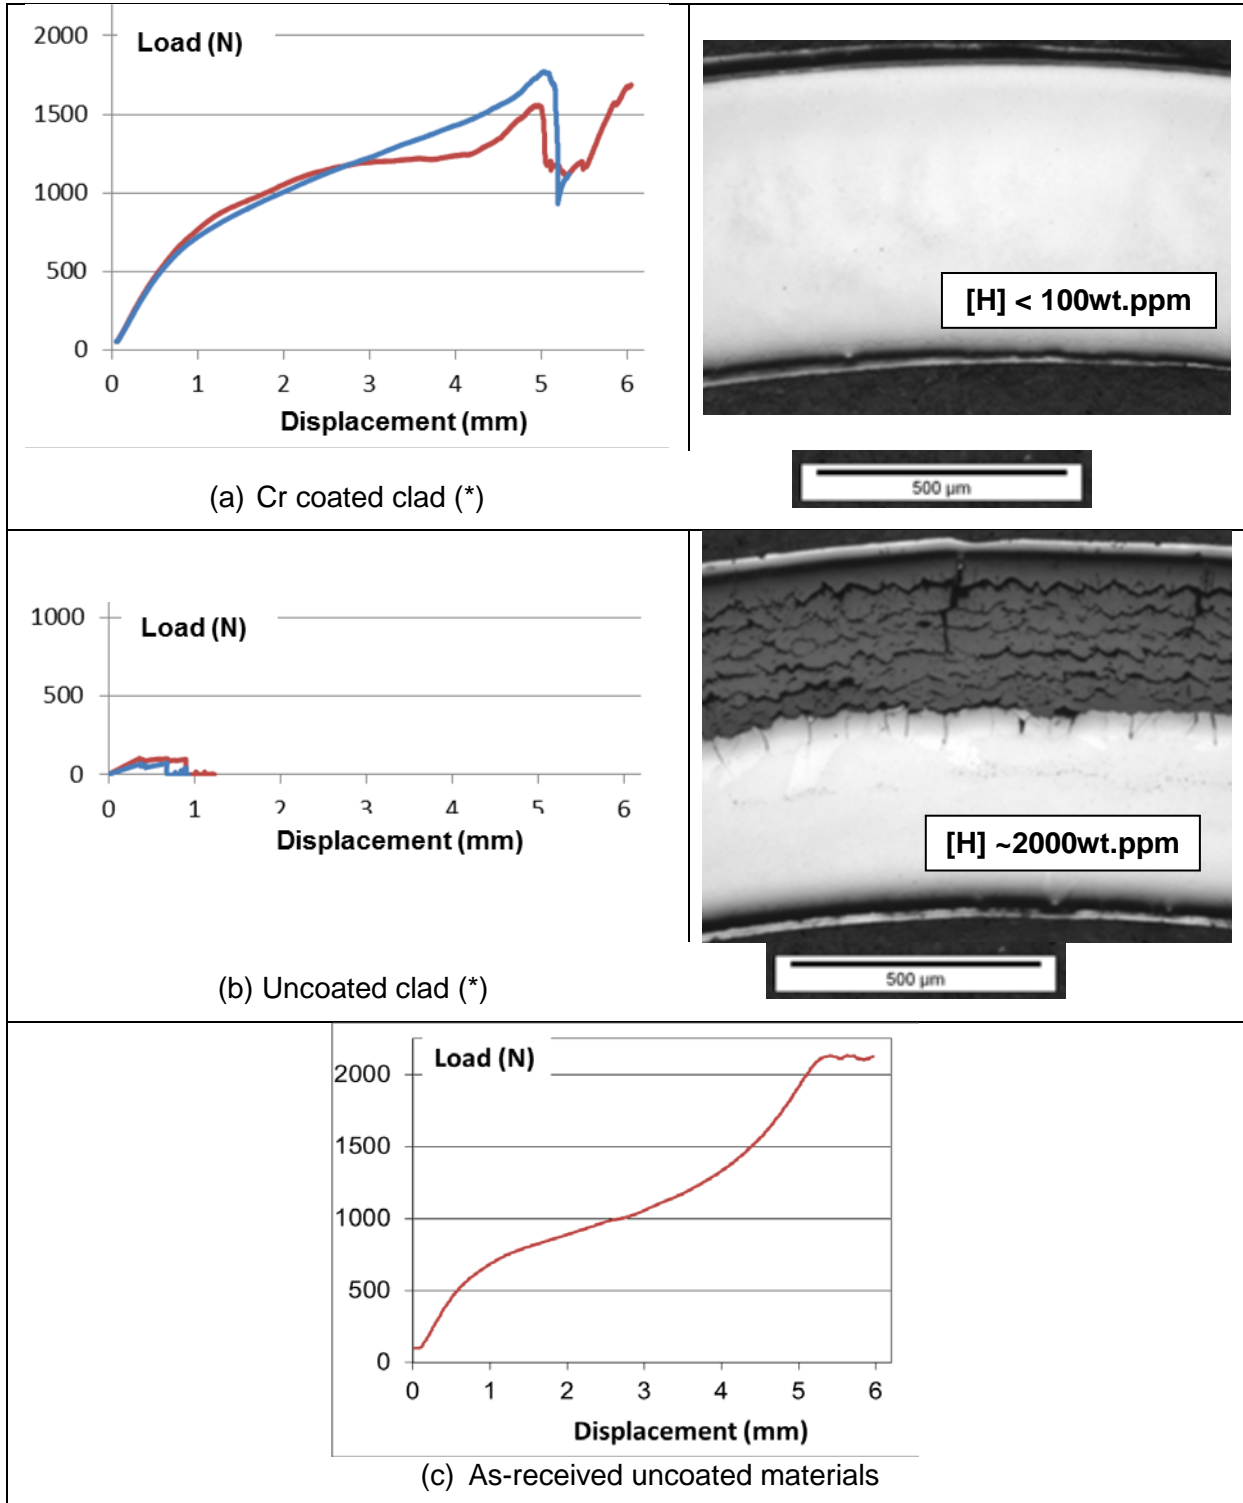 Load (N)
2000
1500
1000
500
0
0 1 2 3 4 5 6
Displacement (mm)
[H] < 100wt.ppm
500 µm
(a) Cr coated clad (*)
Load (N)
1000
500
0
0 1 2 3 4 5 6
Displacement (mm)
[H] ~2000wt.ppm
500 µm
(b) Uncoated clad (*)
Load (N)
2000
1500
1000
500
0
0 1 2 3 4 5 6
Displacement (mm)
(c) As-received uncoated materials